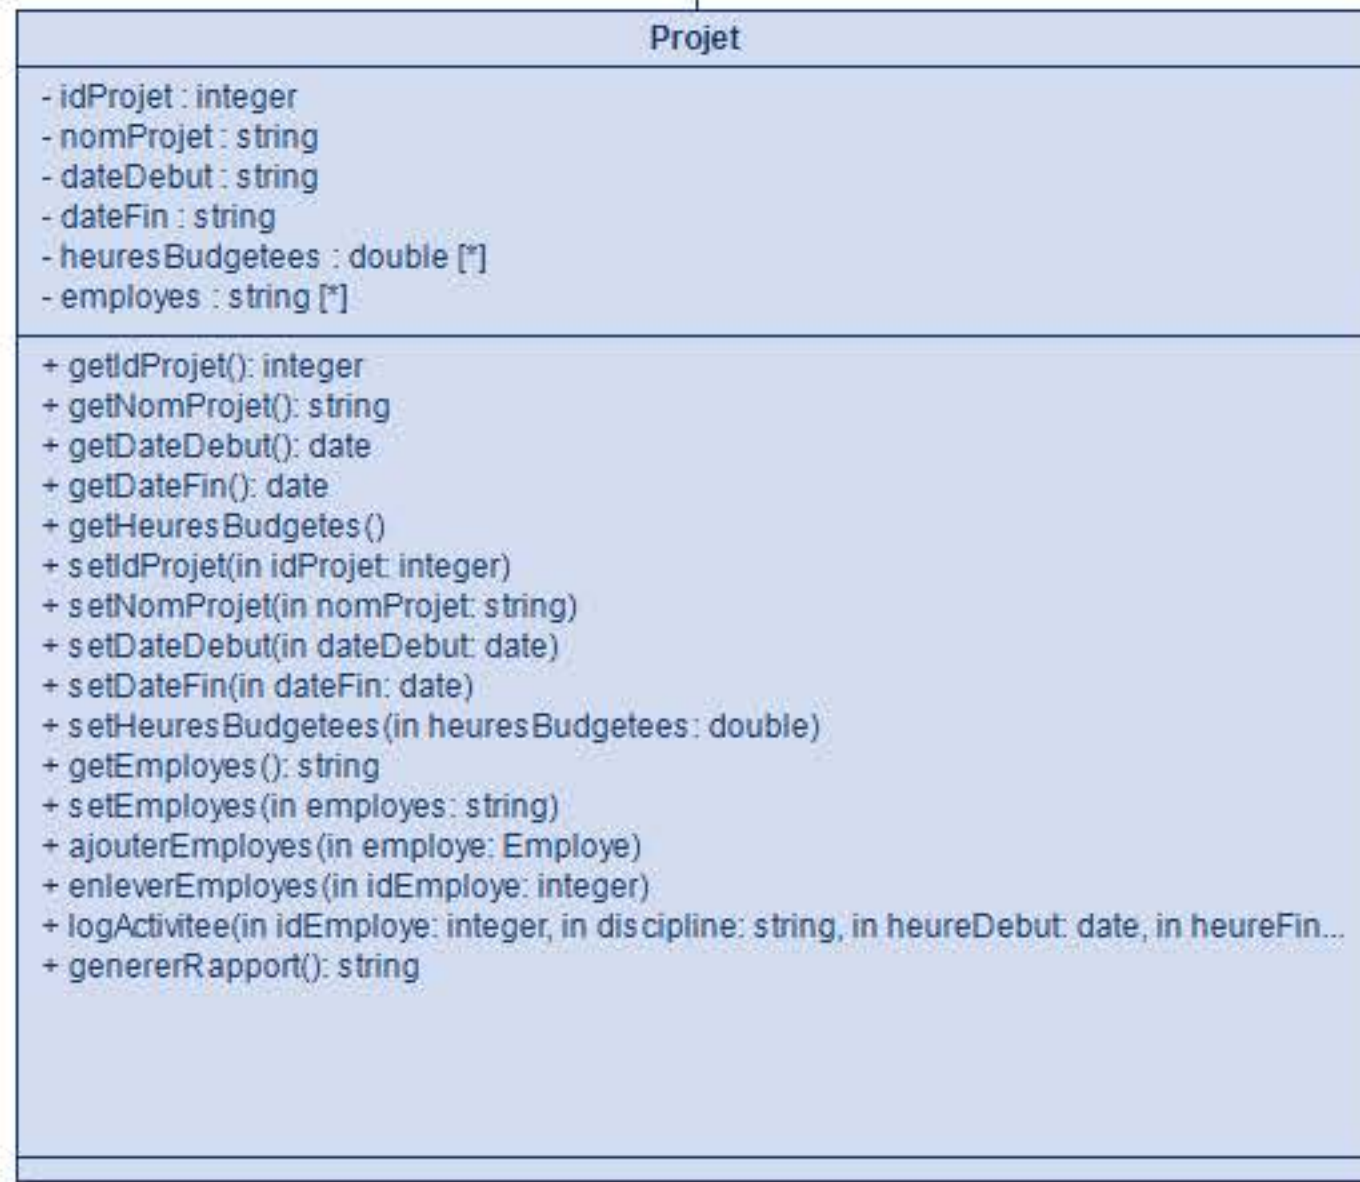 Projet
- idProjet : integer
- nomProjet : string
- dateDebut : string
- dateFin : string
- heuresBudgetees : double [*]
- employes : string [*]
+ getIdProjet(): integer
+ getNomProjet(): string
+ getDateDebut(): date
+ getDateFin(): date
+ getHeuresBudgetes()
+ setIdProjet(in idProjet: integer)
+ setNomProjet(in nomProjet: string)
+ setDateDebut(in dateDebut: date)
+ setDateFin(in dateFin: date)
+ setHeuresBudgetees(in heuresBudgetees: double)
+ getEmployes(): string
+ setEmployes(in employes: string)
+ ajouterEmployes(in employe: Employe)
+ enleverEmployes(in idEmploye: integer)
+ logActivitee(in idEmploye: integer, in discipline: string, in heureDebut: date, in heureFin...
+ genererRapport(): string